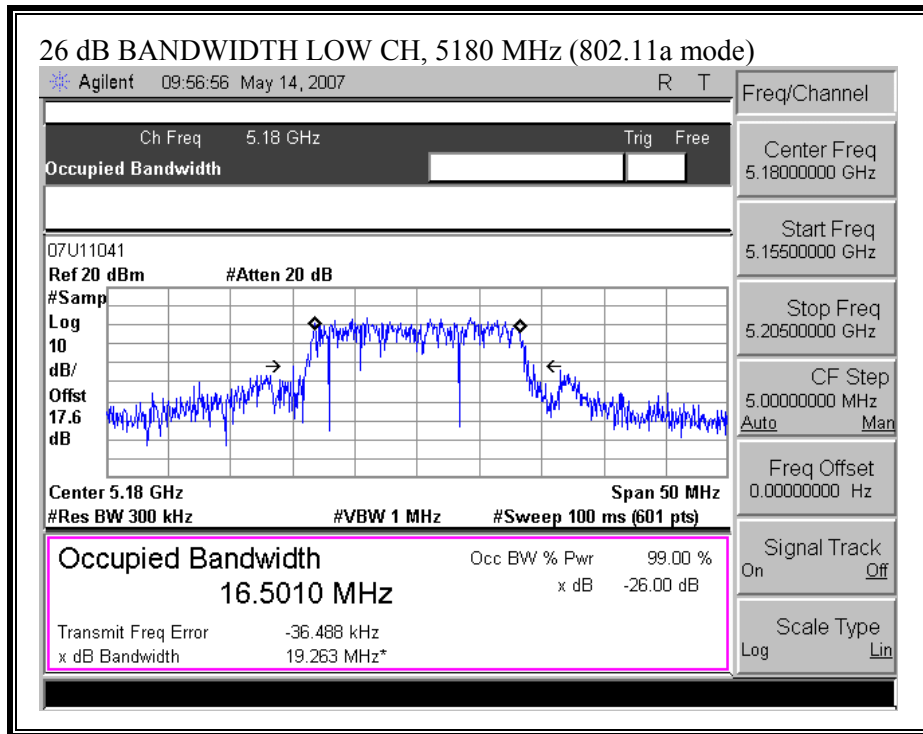 26 dB BANDWIDTH LOW CH, 5180 MHz (802.11a mode)
Agilent 09:56:56 May 14, 2007 R T
Freq/Channel
Ch Freq 5.18 GHz Trig Free
Occupied Bandwidth
Center Freq
5.18000000 GHz
Start Freq
5.15500000 GHz
Stop Freq
5.20500000 GHz
CF Step
5.00000000 MHz
Auto Man
Freq Offset
0.00000000 Hz
Signal Track
On Off
Scale Type
Log Lin
07U11041
Ref 20 dBm #Atten 20 dB
#Samp
Log
10
dB/
Offst
17.6
dB
Center 5.18 GHz Span 50 MHz
#Res BW 300 kHz #VBW 1 MHz #Sweep 100 ms (601 pts)
Occupied Bandwidth Occ BW % Pwr 99.00 %
16.5010 MHz x dB -26.00 dB
Transmit Freq Error -36.488 kHz
x dB Bandwidth 19.263 MHz*